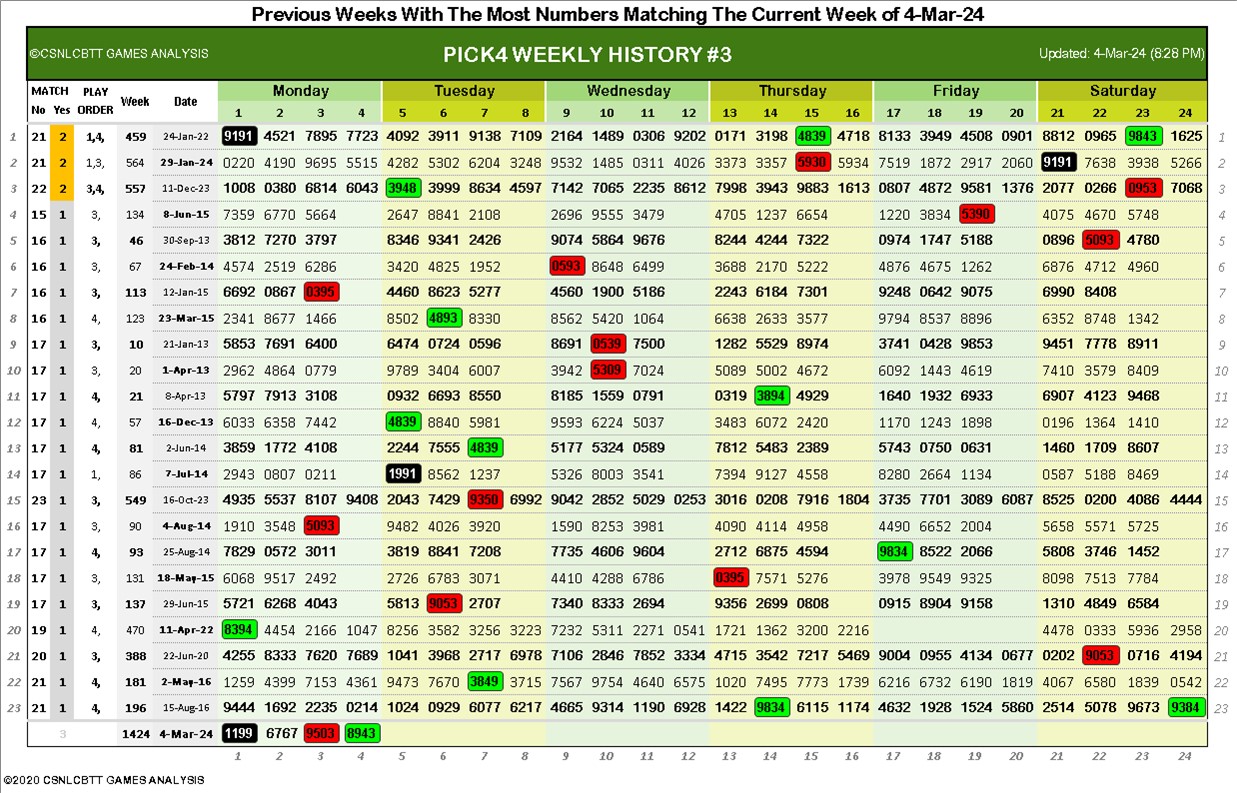 Previous Weeks With The Most Numbers Matching The Current Week of 4-Mar-24
©CSNLCBTT GAMES ANALYSIS PICK4 WEEKLY HISTORY #3 Updated: 4-Mar-24 (8:28 PM)
MATCH PLAY Week Date Monday Tuesday Wednesday Thursday Friday Saturday
No Yes ORDER 1 2 3 4 5 6 7 8 9 10 11 12 13 14 15 16 17 18 19 20 21 22 23 24
1 21 2 1,4, 459 24-Jan-22 9191 4521 7895 7723 4092 3911 9138 7109 2164 1489 0306 9202 0171 3198 4839 4718 8133 3949 4508 0901 8812 0965 9843 1625 1
2 21 2 1,3, 564 29-Jan-24 0220 4190 9695 5515 4282 5302 6204 3248 9532 1485 0311 4026 3373 3357 5930 5934 7519 1872 2917 2060 9191 7638 3938 5266 2
3 22 2 3,4, 557 11-Dec-23 1008 0380 6814 6043 3948 3999 8634 4597 7142 7065 2235 8612 7998 3943 9883 1613 0807 4872 9581 1376 2077 0266 0953 7068 3
4 15 1 3, 134 8-Jun-15 7359 6770 5664 2647 8841 2108 2696 9555 3479 4705 1237 6654 1220 3834 5390 4075 4670 5748 4
5 16 1 3, 46 30-Sep-13 3812 7270 3797 8346 9341 2426 9074 5864 9676 8244 4244 7322 0974 1747 5188 0896 5093 4780 5
6 16 1 3, 67 24-Feb-14 4574 2519 6286 3420 4825 1952 0593 8648 6499 3688 2170 5222 4876 4675 1262 6876 4712 4960 6
7 16 1 3, 113 12-Jan-15 6692 0867 0395 4460 8623 5277 4560 1900 5186 2243 6184 7301 9248 0642 9075 6990 8408 7
8 16 1 4, 123 23-Mar-15 2341 8677 1466 8502 4893 8330 8562 5420 1064 6638 2633 3577 9794 8537 8896 6352 8748 1342 8
9 17 1 3, 10 21-Jan-13 5853 7691 6400 6474 0724 0596 8691 0539 7500 1282 5529 8974 3741 0428 9853 9451 7778 8911 9
10 17 1 3, 20 1-Apr-13 2962 4864 0779 9789 3404 6007 3942 5309 7024 5089 5002 4672 6092 1443 4619 7410 3579 8409 10
11 17 1 4, 21 8-Apr-13 5797 7913 3108 0932 6693 8550 8185 1559 0791 0319 3894 4929 1640 1932 6933 6907 4123 9468 11
12 17 1 4, 57 16-Dec-13 6033 6358 7442 4839 8840 5981 9593 6224 5037 3483 6072 2420 1170 1243 1898 0196 1364 1410 12
13 17 1 4, 81 2-Jun-14 3859 1772 4108 2244 7555 4839 5177 5324 0589 7812 5483 2389 5743 0750 0631 1460 1709 8607 13
14 17 1 1, 86 7-Jul-14 2943 0807 0211 1991 8562 1237 5326 8003 3541 7394 9127 4558 8280 2664 1134 0587 5188 8469 14
15 23 1 3, 549 16-Oct-23 4935 5537 8107 9408 2043 7429 9350 6992 9042 2852 5029 0253 3016 0208 7916 1804 3737 7701 3089 6087 8525 0200 4086 4444 15
16 17 1 3, 90 4-Aug-14 1910 3548 5093 9482 4026 3920 1590 8253 3981 4090 4114 4958 4490 6652 2004 5658 5571 5725 16
17 17 1 4, 93 25-Aug-14 7829 0572 3011 3819 8841 7208 7735 4606 9604 2712 6875 4594 9834 8522 2066 5808 3746 1452 17
18 17 1 3, 131 18-May-15 6068 9517 2492 2726 6783 3071 4410 4288 6786 0395 7571 5276 3978 9549 9325 8098 7513 7784 18
19 17 1 3, 137 29-Jun-15 5721 6268 4043 5813 9053 2707 7340 8333 2694 9356 2699 0808 0915 8904 9158 1310 4849 6584 19
20 19 1 4, 470 11-Apr-22 8394 4454 2166 1047 8256 3582 3256 3223 7232 5311 2271 0541 1721 1362 3200 2216 4478 0333 5936 2958 20
21 20 1 3, 388 22-Jun-20 4255 8333 7620 7689 1041 3968 2717 6978 7106 2846 7852 3334 4715 3542 7217 5469 9004 0955 4134 0677 0202 9053 0716 4194 21
22 21 1 4, 181 2-May-16 1259 4399 7153 4361 9473 7670 3849 3715 7567 9754 4640 6575 1020 7495 7773 1739 6216 6732 6190 1819 4067 6580 1839 0542 22
23 21 1 4, 196 15-Aug-16 9444 1692 2235 0214 1024 0929 6077 6217 4665 9314 1190 6928 1422 9834 6115 1174 4632 1928 1524 5860 2514 5078 9673 9384 23
3 1424 4-Mar-24 1199 6767 9503 8943
1 2 3 4 5 6 7 8 9 10 11 12 13 14 15 16 17 18 19 20 21 22 23 24
©2020 CSNLCBTT GAMES ANALYSIS